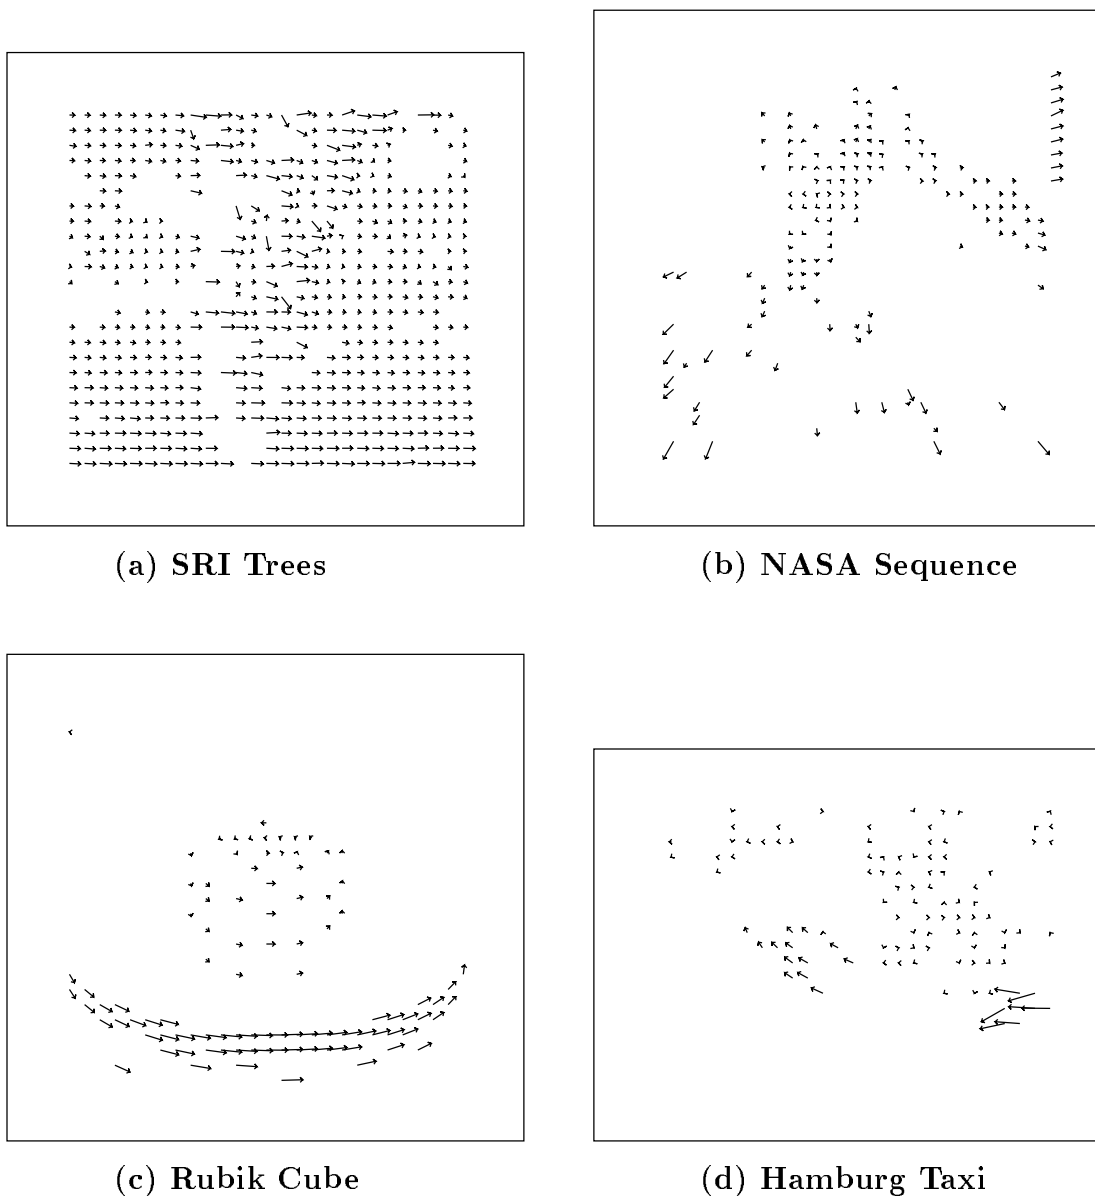 (a) SRI Trees
(b) NASA Sequence
(c) Rubik Cube
(d) Hamburg Taxi